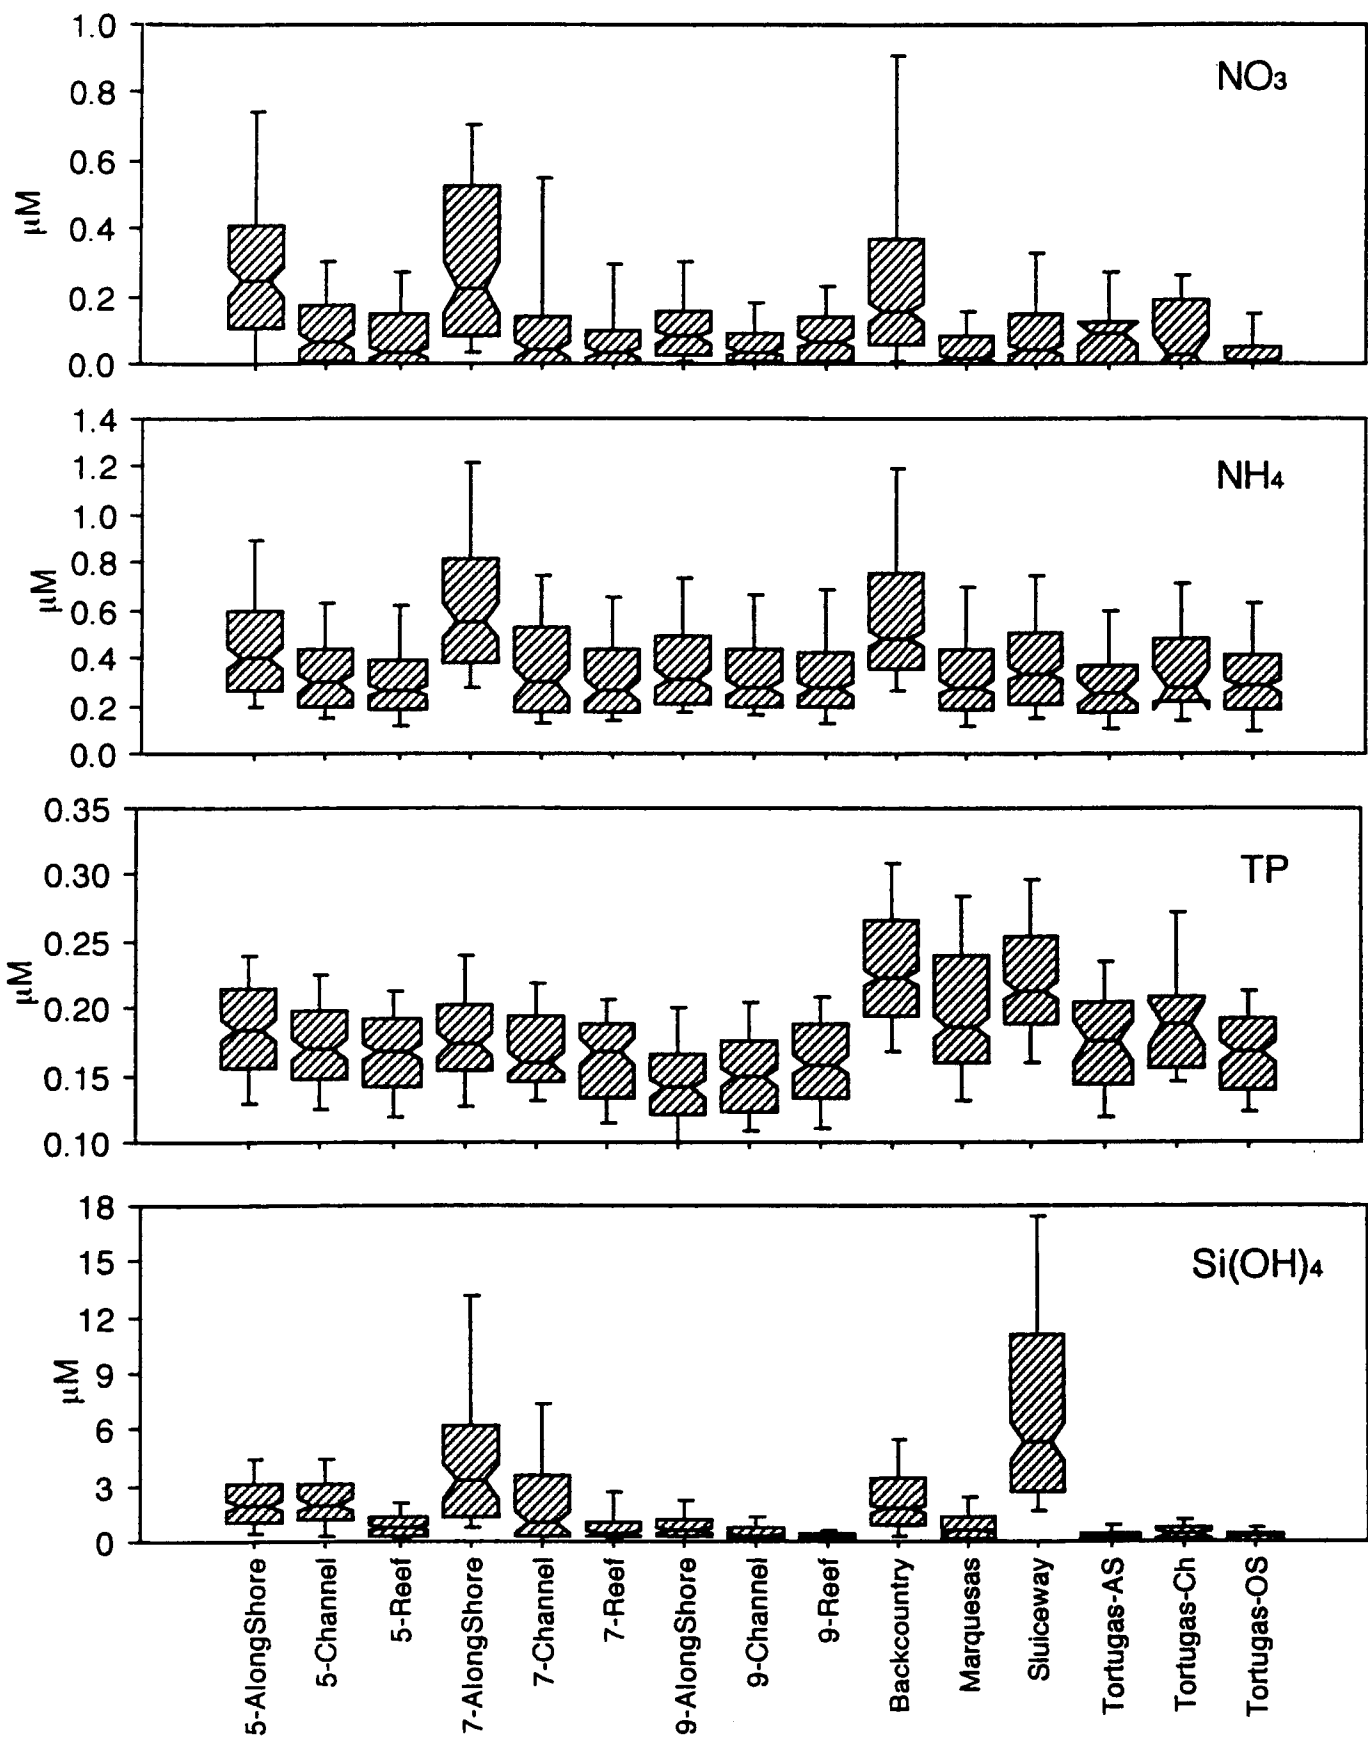 1.0
0.8
0.6
0.4
0.2
0.0
μM
NO3
1.4
1.2
1.0
0.8
0.6
0.4
0.2
0.0
μM
NH4
0.35
0.30
0.25
0.20
0.15
0.10
μM
TP
18
15
12
9
6
3
0
μM
Si(OH)4
5-AlongShore
5-Channel
5-Reef
7-AlongShore
7-Channel
7-Reef
9-AlongShore
9-Channel
9-Reef
Backcountry
Marquesas
Sluiceway
Tortugas-AS
Tortugas-Ch
Tortugas-OS